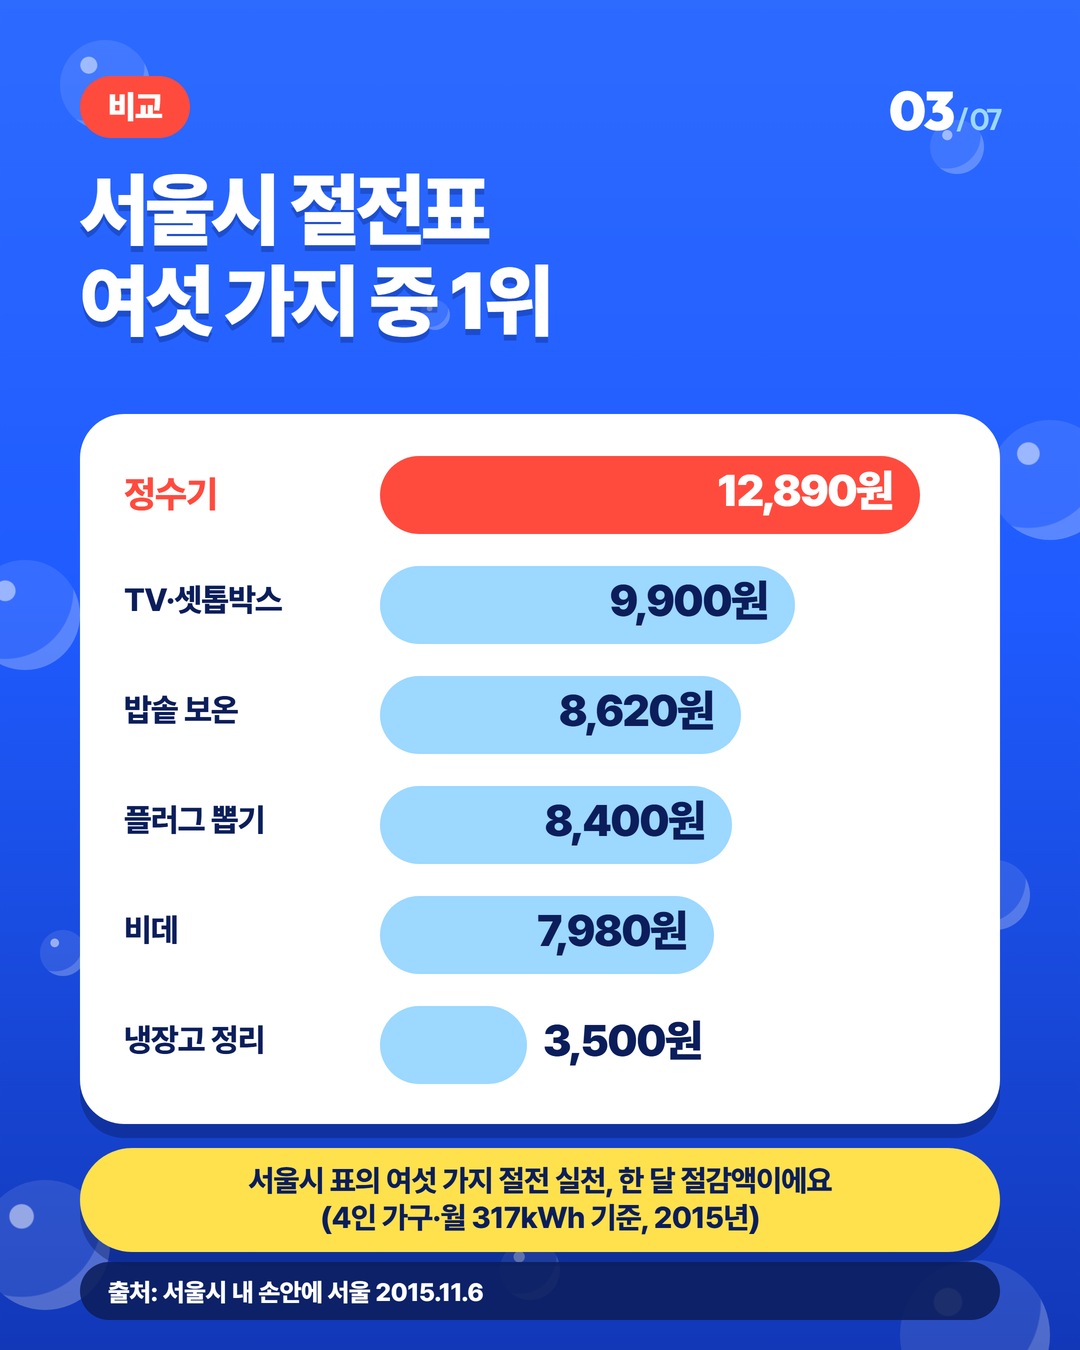 비교
03/07
서울시 절전표
여섯 가지 중 1위
정수기 12,890원
TV·셋톱박스 9,900원
밥솥 보온 8,620원
플러그 뽑기 8,400원
비데 7,980원
냉장고 정리 3,500원
서울시 표의 여섯 가지 절전 실천, 한 달 절감액이에요
(4인 가구·월 317kWh 기준, 2015년)
출처: 서울시 내 손안에 서울 2015.11.6